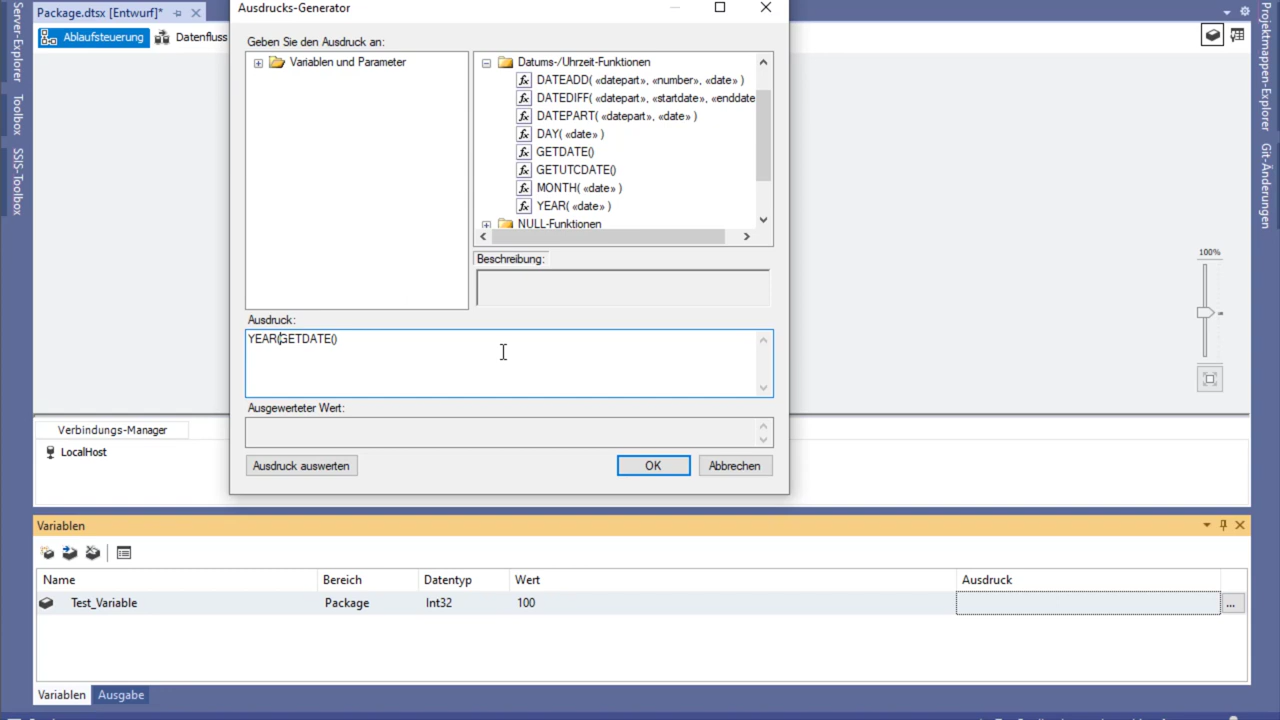 Package.dtsx [Entwurf]*
Ausdrucks-Generator
Ablaufsteuerung
Datenfluss
Geben Sie den Ausdruck an:
Variablen und Parameter
Datums-/Uhrzeit-Funktionen
DATEADD( «datepart», «number», «date» )
DATEDIFF( «datepart», «startdate», «enddate
DATEPART( «datepart», «date» )
DAY( «date» )
GETDATE()
GETUTCDATE()
MONTH( «date» )
YEAR( «date» )
NULL-Funktionen
Beschreibung:
Ausdruck:
YEAR(GETDATE()
Ausgewerteter Wert:
Ausdruck auswerten
OK
Abbrechen
Server-Explorer
Toolbox
SSIS-Toolbox
Projektmappen-Explorer
Git-Änderungen
100%
Verbindungs-Manager
LocalHost
Variablen
Name Bereich Datentyp Wert Ausdruck
Test_Variable Package Int32 100 ...
Variablen Ausgabe